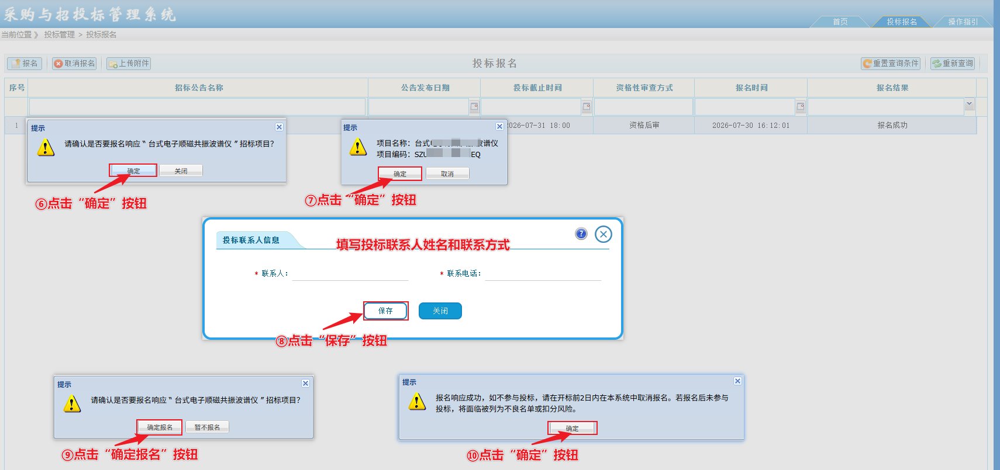 采购与招投标管理系统
首页
投标报名
操作指引
当前位置 》 投标管理 > 投标报名
报名
取消报名
上传附件
投标报名
重置查询条件
重新查询
序号
招标公告名称
公告发布日期
投标截止时间
资格性审查方式
报名时间
报名结果
1
026-07-31 18:00
资格后审
2026-07-30 16:12:01
报名成功
提示
请确认是否要报名响应“ 台式电子顺磁共振波谱仪 ”招标项目?
确定
关闭
⑥点击“确定”按钮
提示
项目名称: 台式 谱仪
项目编码: SZU EQ
确定
取消
⑦点击“确定”按钮
投标联系人信息
填写投标联系人姓名和联系方式
* 联系人:
* 联系电话:
保存
关闭
⑧点击“保存”按钮
提示
请确认是否要报名响应“ 台式电子顺磁共振波谱仪 ”招标项目?
确定报名
暂不报名
⑨点击“确定报名”按钮
提示
报名响应成功，如不参与投标，请在开标前2日内在本系统中取消报名。若报名后未参与
投标，将面临被列为不良名单或扣分风险。
确定
⑩点击“确定”按钮